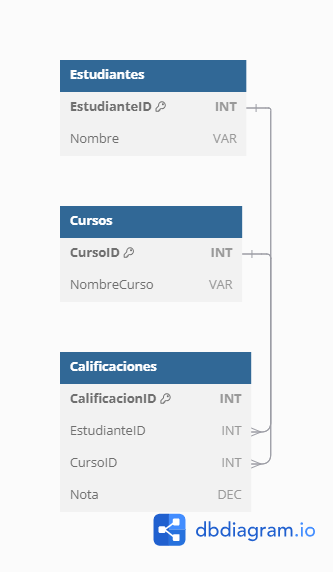 Estudiantes
EstudianteID INT
Nombre VAR
Cursos
CursoID INT
NombreCurso VAR
Calificaciones
CalificacionID INT
EstudianteID INT
CursoID INT
Nota DEC
dbdiagram.io